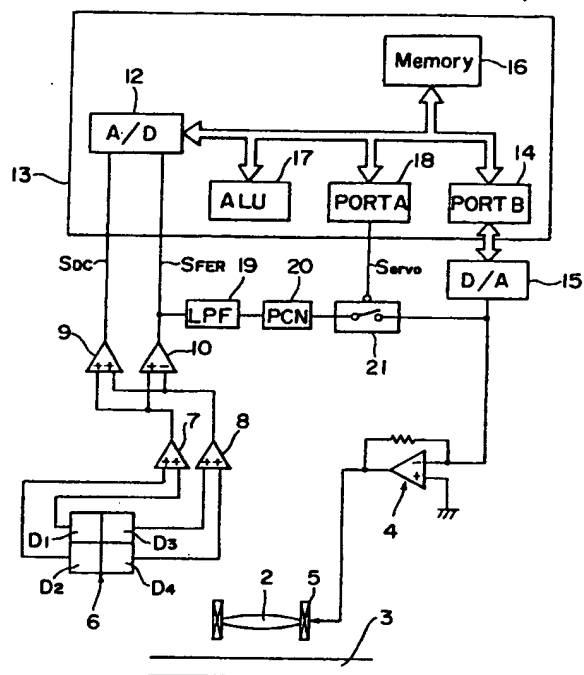 Memory
16
12
A/D
13
17
18
14
ALU
PORT A
PORT B
SDC
SFER
19
20
Servo
D/A
15
LPF
PCN
9
10
21
++
+-
7
8
++
++
-
+
4
D1
D3
D2
D4
6
2
5
3